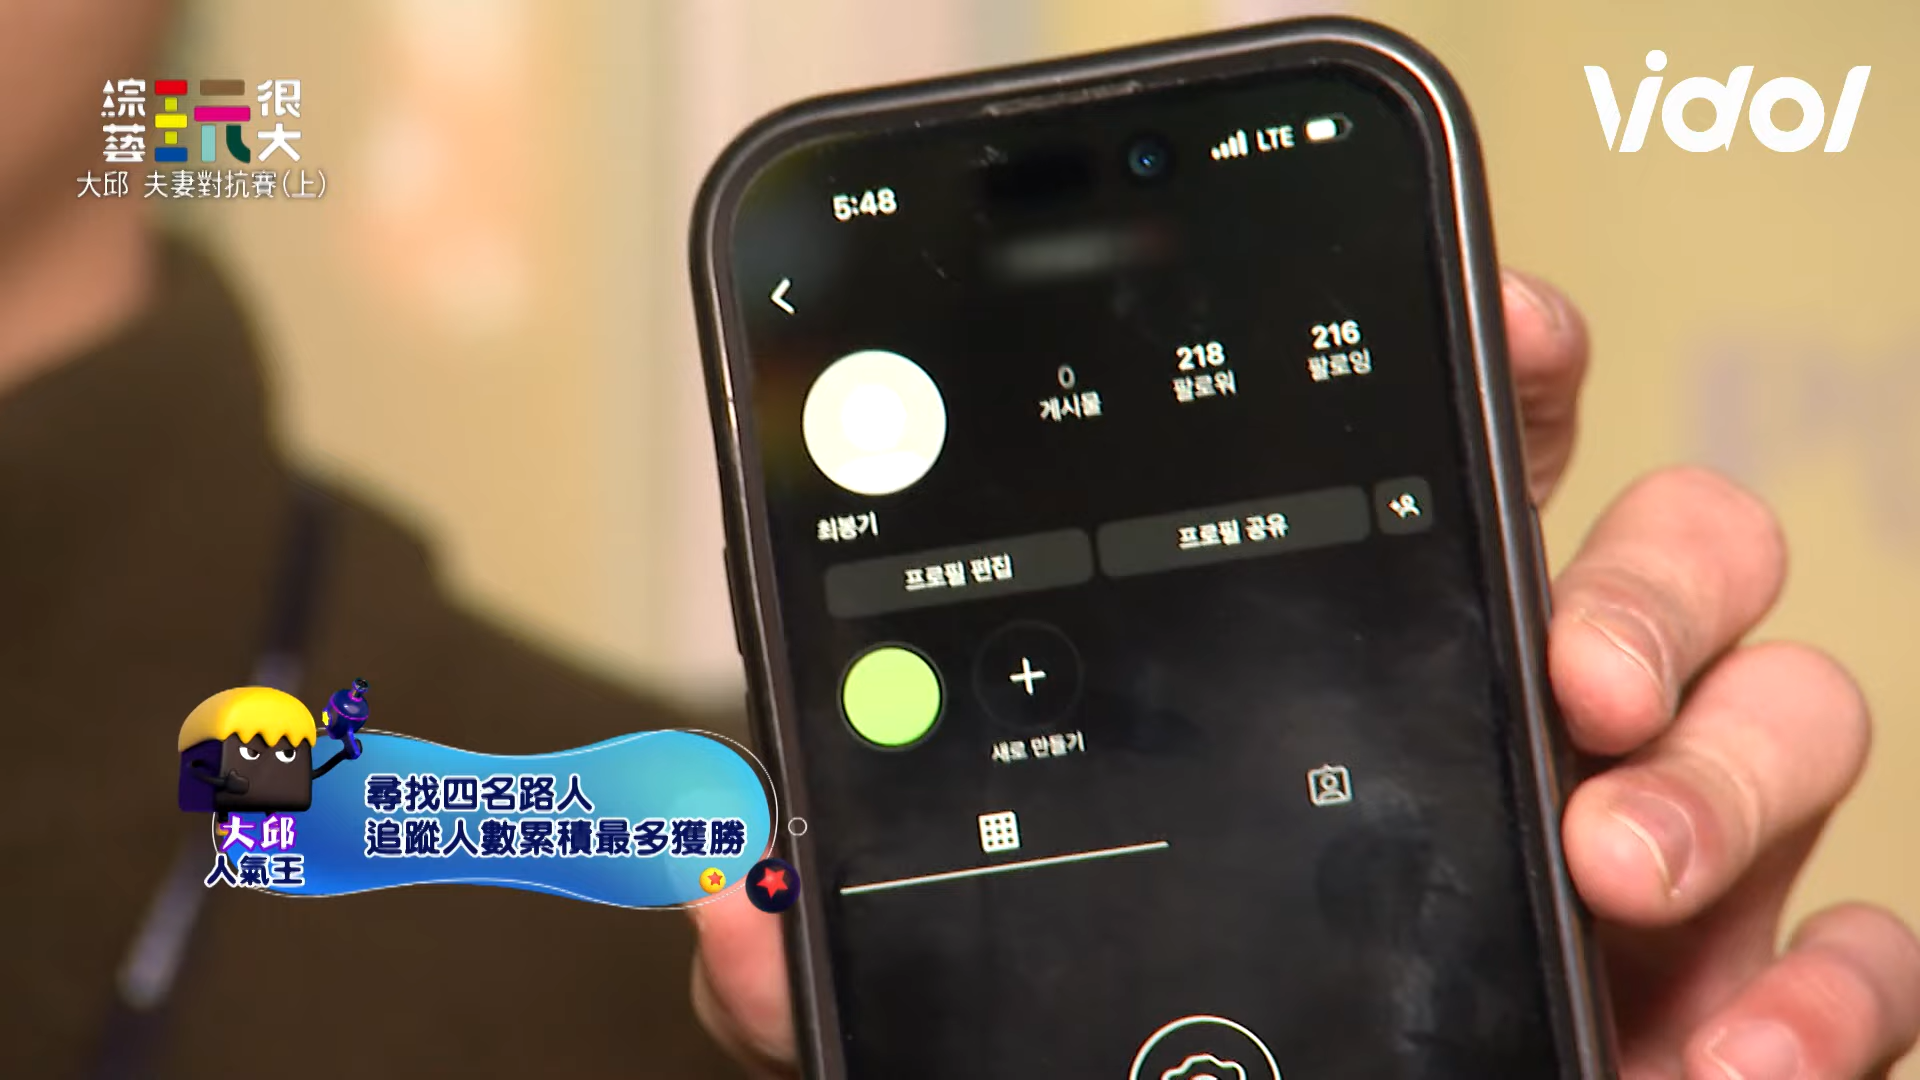 綜藝玩很大
大邱 夫妻對抗賽(上)
Vidol
5:48
LTE
0
게시물
218
팔로워
216
팔로잉
최봉기
프로필 편집
프로필 공유
새로 만들기
尋找四名路人
追蹤人數累積最多獲勝
大邱
人氣王